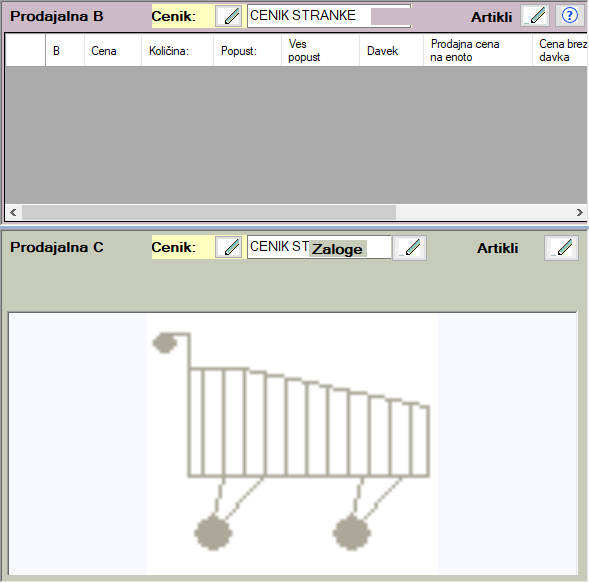 Prodajalna B Cenik: CENIK STRANKE Artikli
B Cena Količina: Popust: Ves popust Davek Prodajna cena na enoto Cena brez davka
Prodajalna C Cenik: CENIK ST Zaloge Artikli